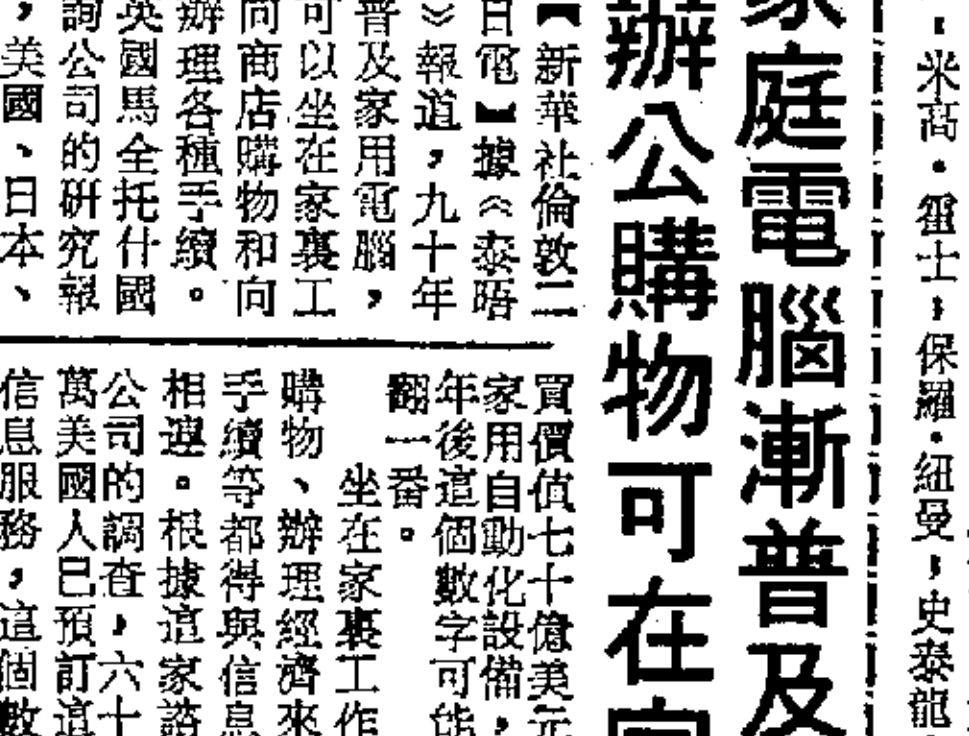 米高·霍士，保羅·紐曼，史泰龍
家庭電腦漸普及
辦公購物可在家
【新華社倫敦二
日電】據《泰晤
》報道，九十年
普及家用電腦，
可以坐在家裏工
向商店購物和向
辦理各種手續。
英國馬全托什國
詢公司的研究報
，美國、日本、
買價值七十億美元
家用自動化設備，
年後這個數字可能
翻一番。
坐在家裏工作
購物、辦理經濟來
手續等都得與信息
相連。根據這家諮
公司的調查，六十
萬美國人已預訂這
信息服務，這個數